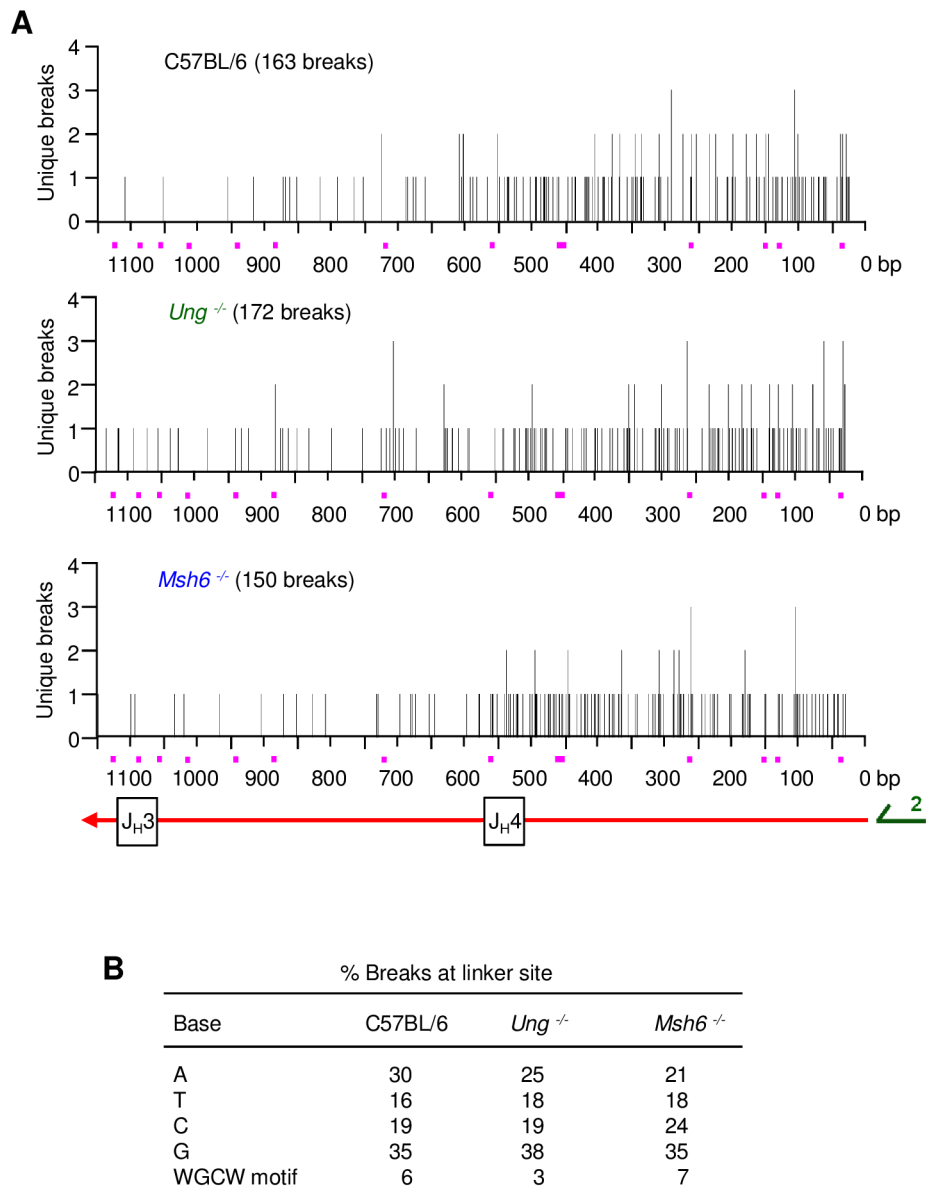 A
C57BL/6 (163 breaks)
Unique breaks
4
3
2
1
0
1100 1000 900 800 700 600 500 400 300 200 100 0 bp
Ung -/- (172 breaks)
Unique breaks
4
3
2
1
0
1100 1000 900 800 700 600 500 400 300 200 100 0 bp
Msh6 -/- (150 breaks)
Unique breaks
4
3
2
1
0
1100 1000 900 800 700 600 500 400 300 200 100 0 bp
JH3 JH4 2
B
% Breaks at linker site
Base C57BL/6 Ung -/- Msh6 -/-
A 30 25 21
T 16 18 18
C 19 19 24
G 35 38 35
WGCW motif 6 3 7